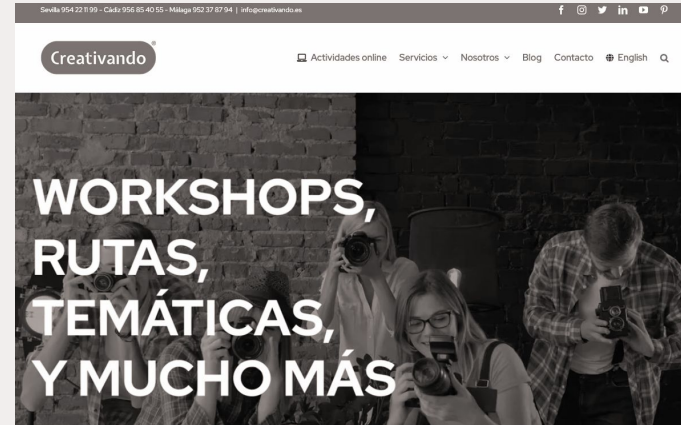 Sevilla 954 22 11 99 - Cádiz 956 85 40 55 - Málaga 952 37 87 94 | info@creativando.es
Creativando®
Actividades online Servicios Nosotros Blog Contacto English
WORKSHOPS,
RUTAS,
TEMÁTICAS,
Y MUCHO MÁS